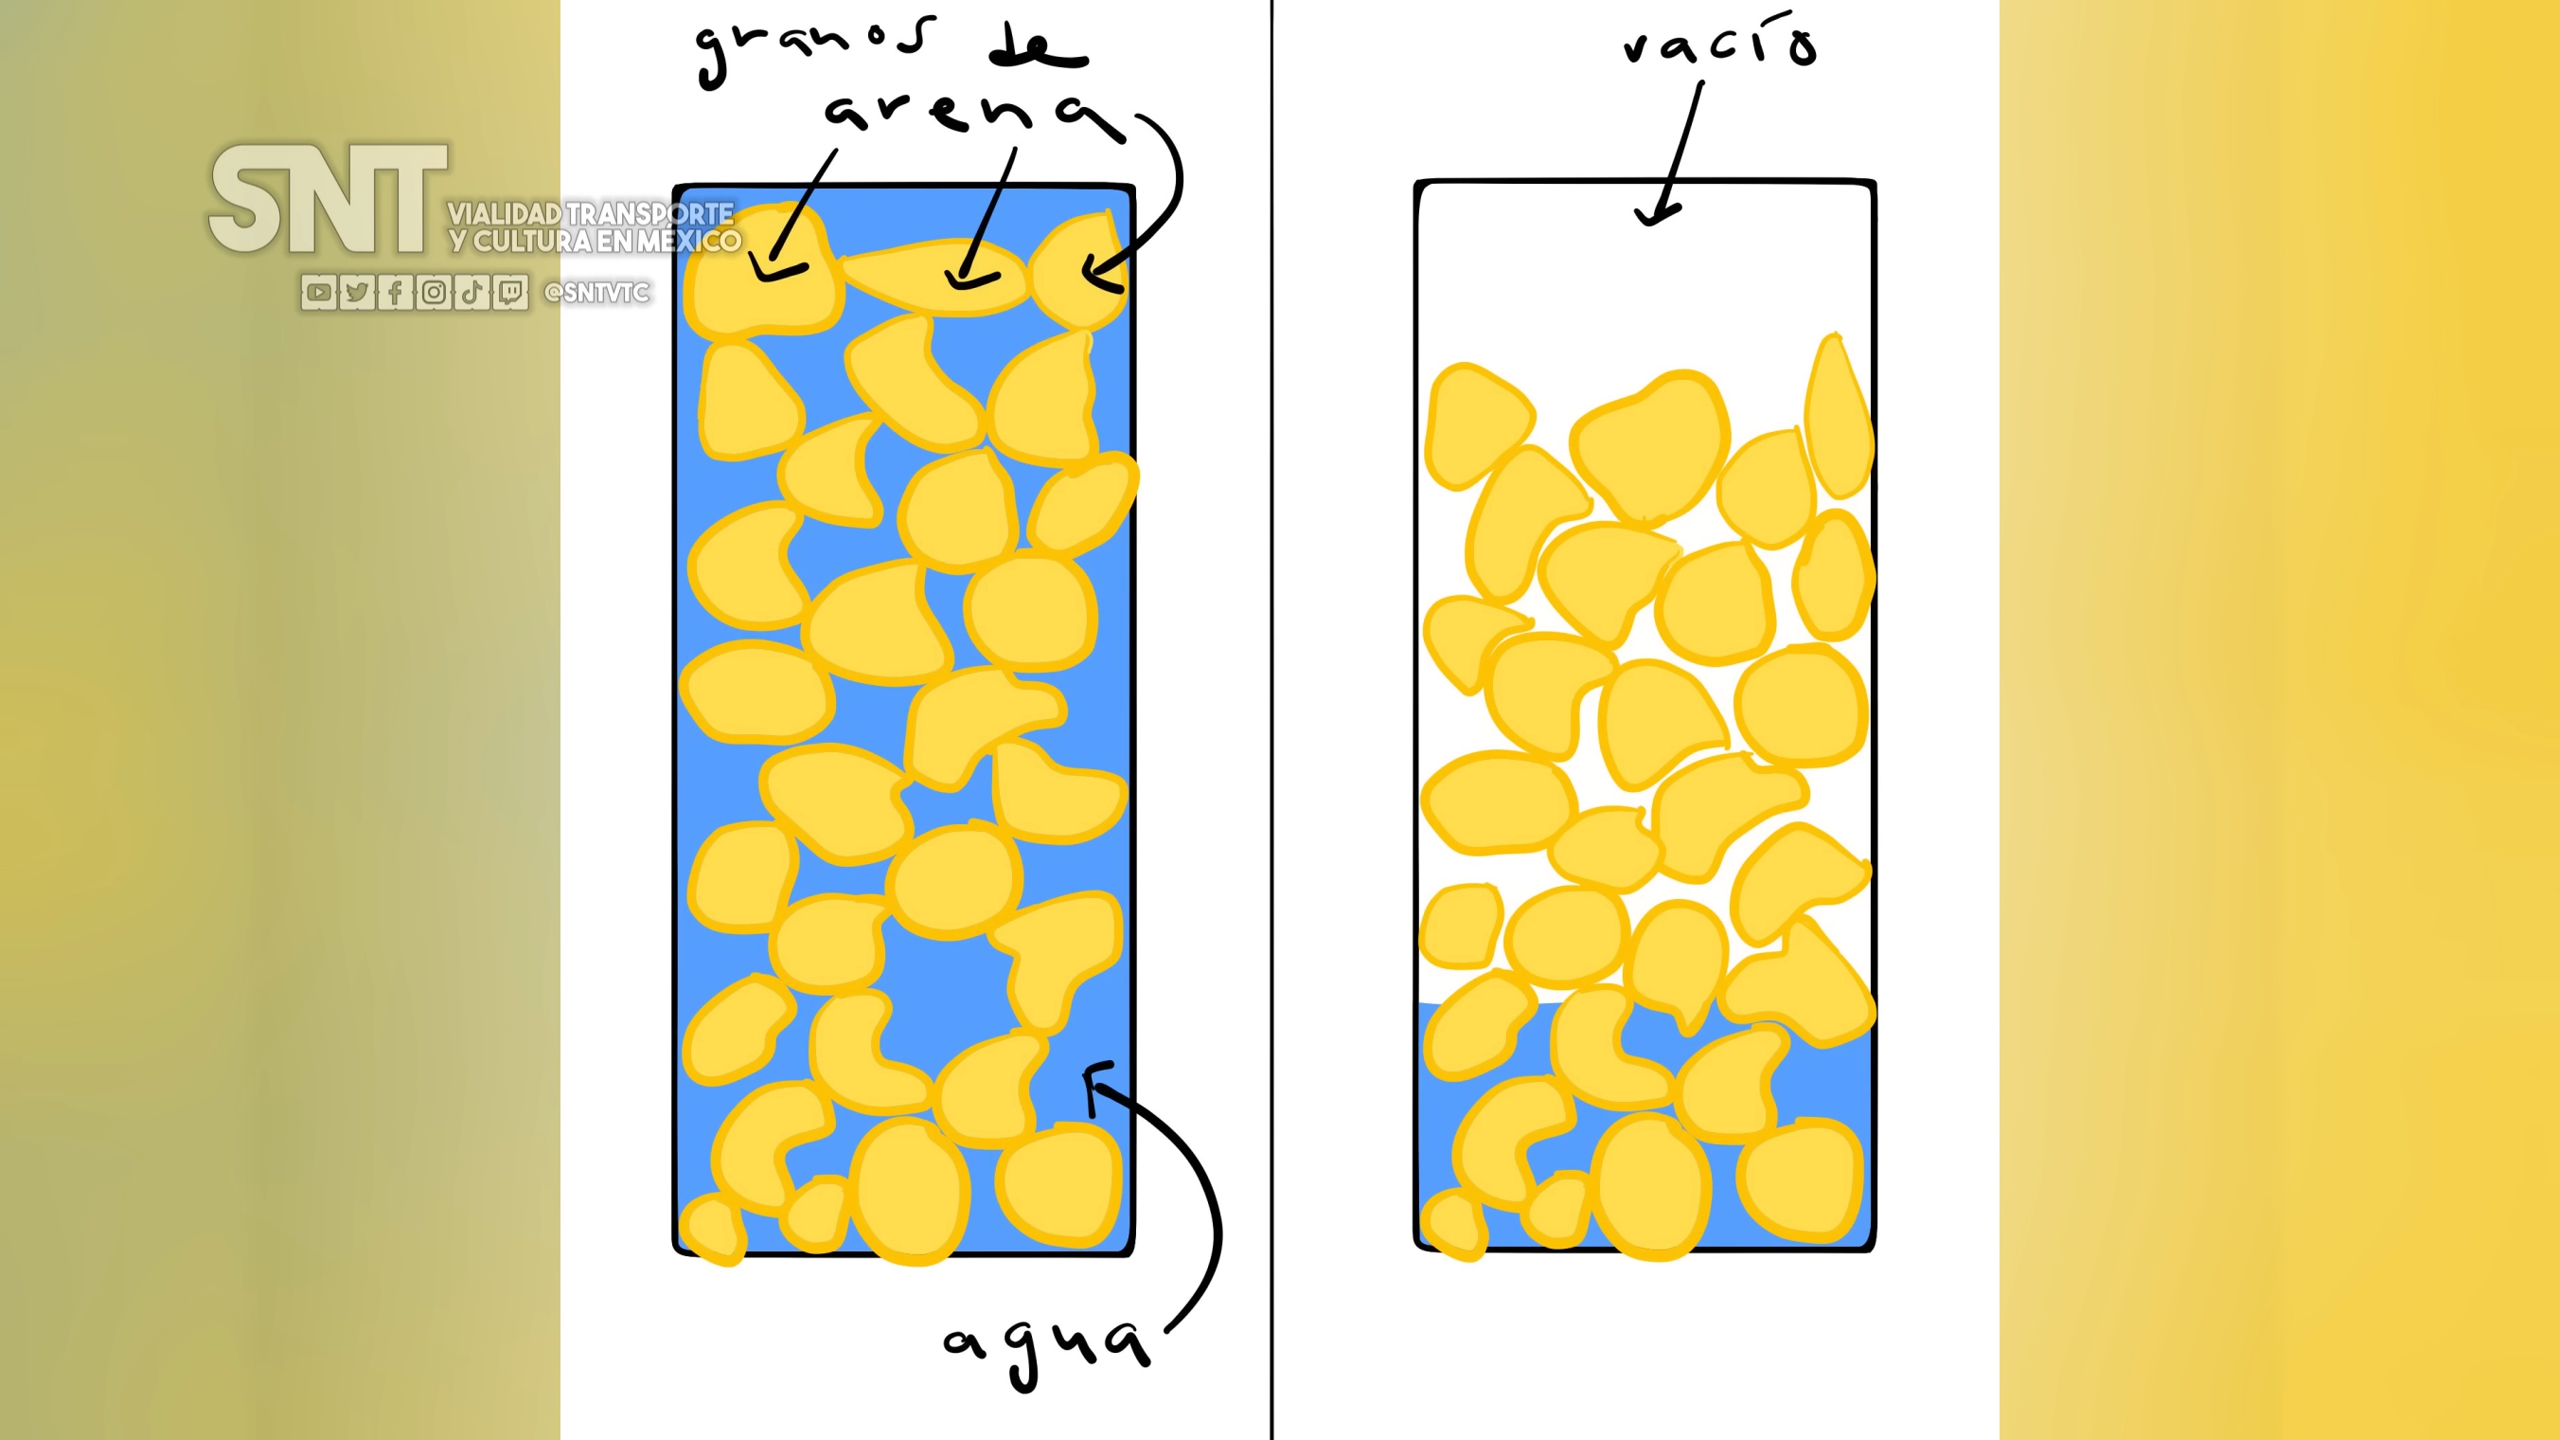 granos de
arena
vacío
SNT
VIALIDAD TRANSPORTE
Y CULTURA EN MÉXICO
@SNTVTC
agua